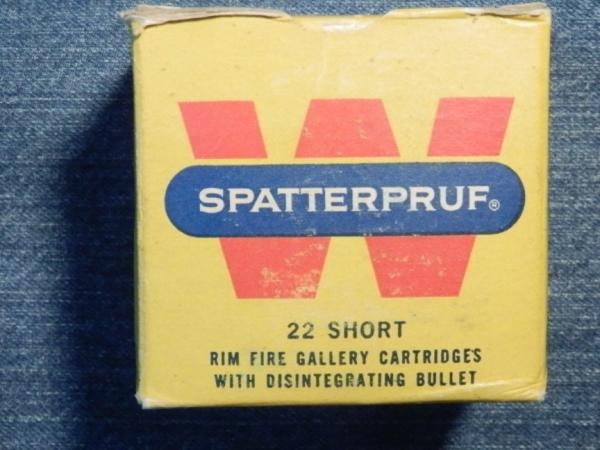 W
SPATTERPRUF®
22 SHORT
RIM FIRE GALLERY CARTRIDGES
WITH DISINTEGRATING BULLET